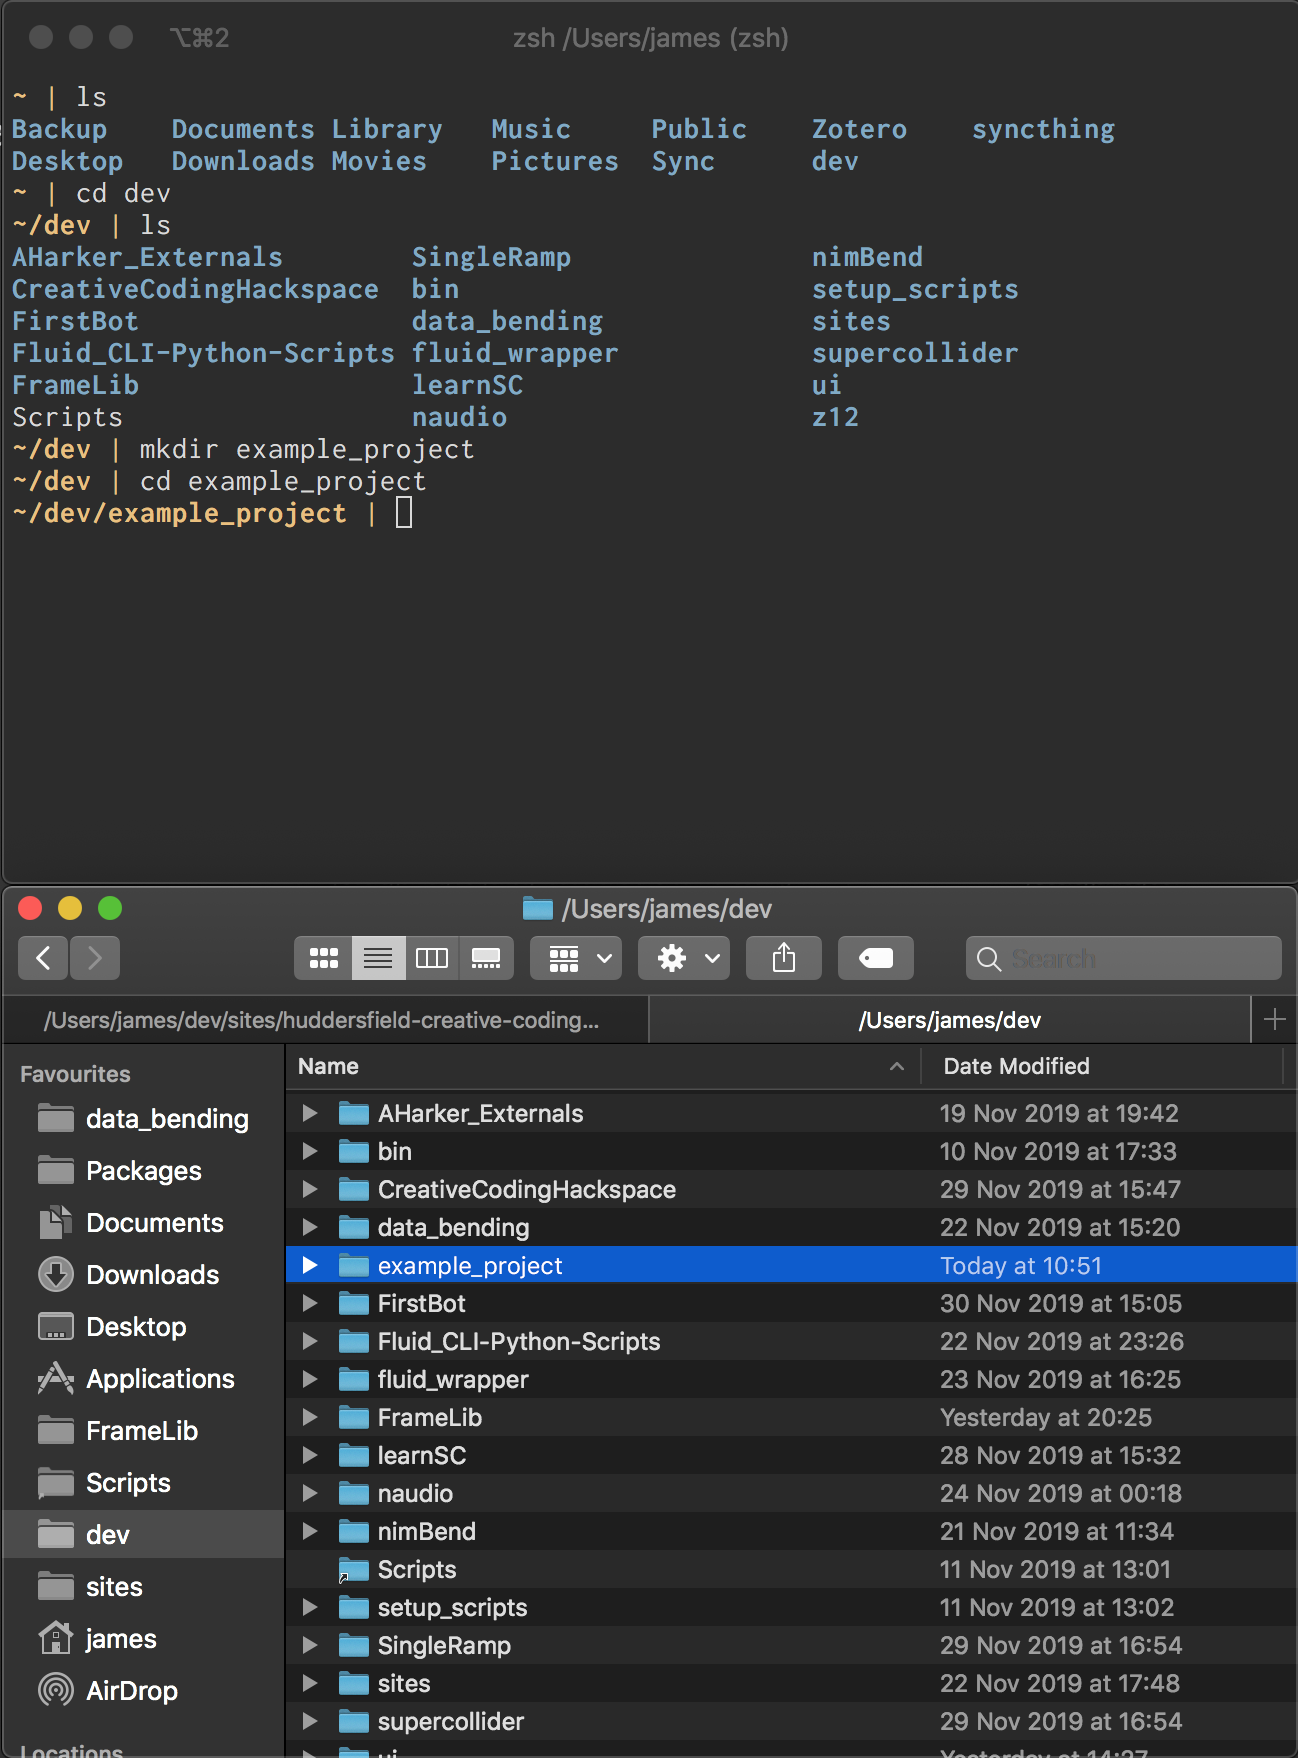 ⌥⌘2 zsh /Users/james (zsh)
~ | ls
Backup Documents Library Music Public Zotero syncthing
Desktop Downloads Movies Pictures Sync dev
~ | cd dev
~/dev | ls
AHarker_Externals SingleRamp nimBend
CreativeCodingHackspace bin setup_scripts
FirstBot data_bending sites
Fluid_CLI-Python-Scripts fluid_wrapper supercollider
FrameLib learnSC ui
Scripts naudio z12
~/dev | mkdir example_project
~/dev | cd example_project
~/dev/example_project |
/Users/james/dev
Search
/Users/james/dev/sites/huddersfield-creative-coding... /Users/james/dev
Favourites
data_bending
Packages
Documents
Downloads
Desktop
Applications
FrameLib
Scripts
dev
sites
james
AirDrop
Locations
Name Date Modified
AHarker_Externals 19 Nov 2019 at 19:42
bin 10 Nov 2019 at 17:33
CreativeCodingHackspace 29 Nov 2019 at 15:47
data_bending 22 Nov 2019 at 15:20
example_project Today at 10:51
FirstBot 30 Nov 2019 at 15:05
Fluid_CLI-Python-Scripts 22 Nov 2019 at 23:26
fluid_wrapper 23 Nov 2019 at 16:25
FrameLib Yesterday at 20:25
learnSC 28 Nov 2019 at 15:32
naudio 24 Nov 2019 at 00:18
nimBend 21 Nov 2019 at 11:34
Scripts 11 Nov 2019 at 13:01
setup_scripts 11 Nov 2019 at 13:02
SingleRamp 29 Nov 2019 at 16:54
sites 22 Nov 2019 at 17:48
supercollider 29 Nov 2019 at 16:54
ui Yesterday at 14:27